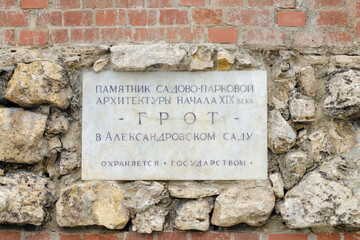 ПАМЯТНИК САДОВО-ПАРКОВОЙ
АРХИТЕКТУРЫ НАЧАЛА XIX ВЕКА
- ГРОТ -
В АЛЕКСАНДРОВСКОМ САДУ
ОХРАНЯЕТСЯ • ГОСУДАРСТВОМ •